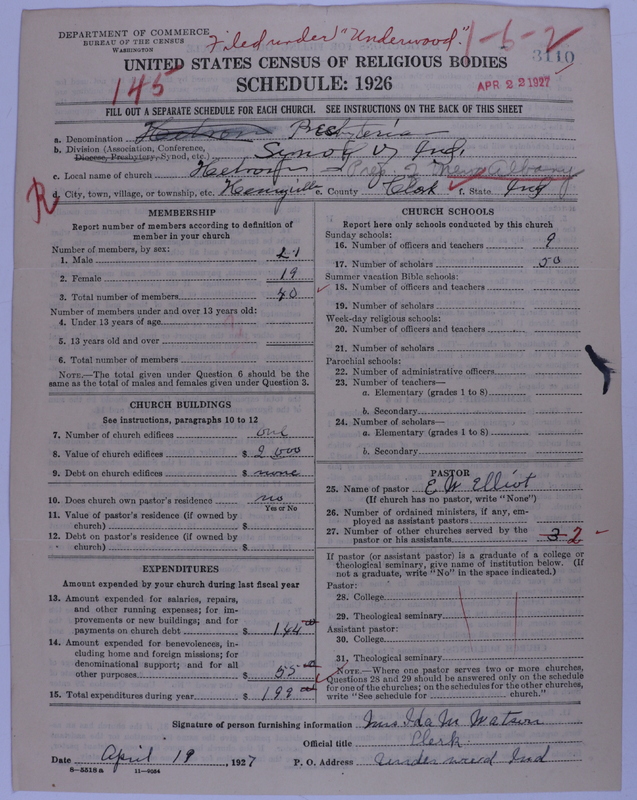 DEPARTMENT OF COMMERCE
BUREAU OF THE CENSUS
WASHINGTON
Filed under "Underwood."
1-6-2
3110
UNITED STATES CENSUS OF RELIGIOUS BODIES
145
SCHEDULE: 1926
APR 22 1927
FILL OUT A SEPARATE SCHEDULE FOR EACH CHURCH. SEE INSTRUCTIONS ON THE BACK OF THIS SHEET
a. Denomination Hebron Presbyterian
b. Division (Association, Conference, Diocese, Presbytery, Synod, etc.) Synod of Ind.
c. Local name of church Hebron - Pres. of New Albany
R
d. City, town, village, or township, etc. Henryville e. County Clark f. State Ind
MEMBERSHIP
Report number of members according to definition of member in your church
Number of members, by sex:
1. Male 21
2. Female 19
3. Total number of members 40
Number of members under and over 13 years old:
4. Under 13 years of age
5. 13 years old and over
6. Total number of members
NOTE.—The total given under Question 6 should be the same as the total of males and females given under Question 3.
CHURCH BUILDINGS
See instructions, paragraphs 10 to 12
7. Number of church edifices one
8. Value of church edifices $ 2000
9. Debt on church edifices $ none
10. Does church own pastor's residence no
Yes or No
11. Value of pastor's residence (if owned by church) $
12. Debt on pastor's residence (if owned by church) $
EXPENDITURES
Amount expended by your church during last fiscal year
13. Amount expended for salaries, repairs, and other running expenses; for improvements or new buildings; and for payments on church debt $ 144 00
14. Amount expended for benevolences, including home and foreign missions; for denominational support; and for all other purposes $ 55 00
15. Total expenditures during year $ 199 00
CHURCH SCHOOLS
Report here only schools conducted by this church
Sunday schools:
16. Number of officers and teachers 9
17. Number of scholars 50
Summer vacation Bible schools:
18. Number of officers and teachers
19. Number of scholars
Week-day religious schools:
20. Number of officers and teachers
21. Number of scholars
Parochial schools:
22. Number of administrative officers
23. Number of teachers—
a. Elementary (grades 1 to 8)
b. Secondary
24. Number of scholars—
a. Elementary (grades 1 to 8)
b. Secondary
PASTOR
25. Name of pastor E W Elliot
(If church has no pastor, write "None")
26. Number of ordained ministers, if any, employed as assistant pastors
27. Number of other churches served by the pastor or his assistants 3 2
If pastor (or assistant pastor) is a graduate of a college or theological seminary, give name of institution below. (If not a graduate, write "No" in the space indicated.)
Pastor:
28. College
29. Theological seminary
Assistant pastor:
30. College
31. Theological seminary
NOTE.—Where one pastor serves two or more churches, Questions 28 and 29 should be answered only on the schedule for one of the churches; on the schedules for the other churches, write "See schedule for church."
Signature of person furnishing information Mrs Ida M Watson
Official title Clerk
Date April 19, 1927 P. O. Address Underwood Ind
8-5518a 11-9054